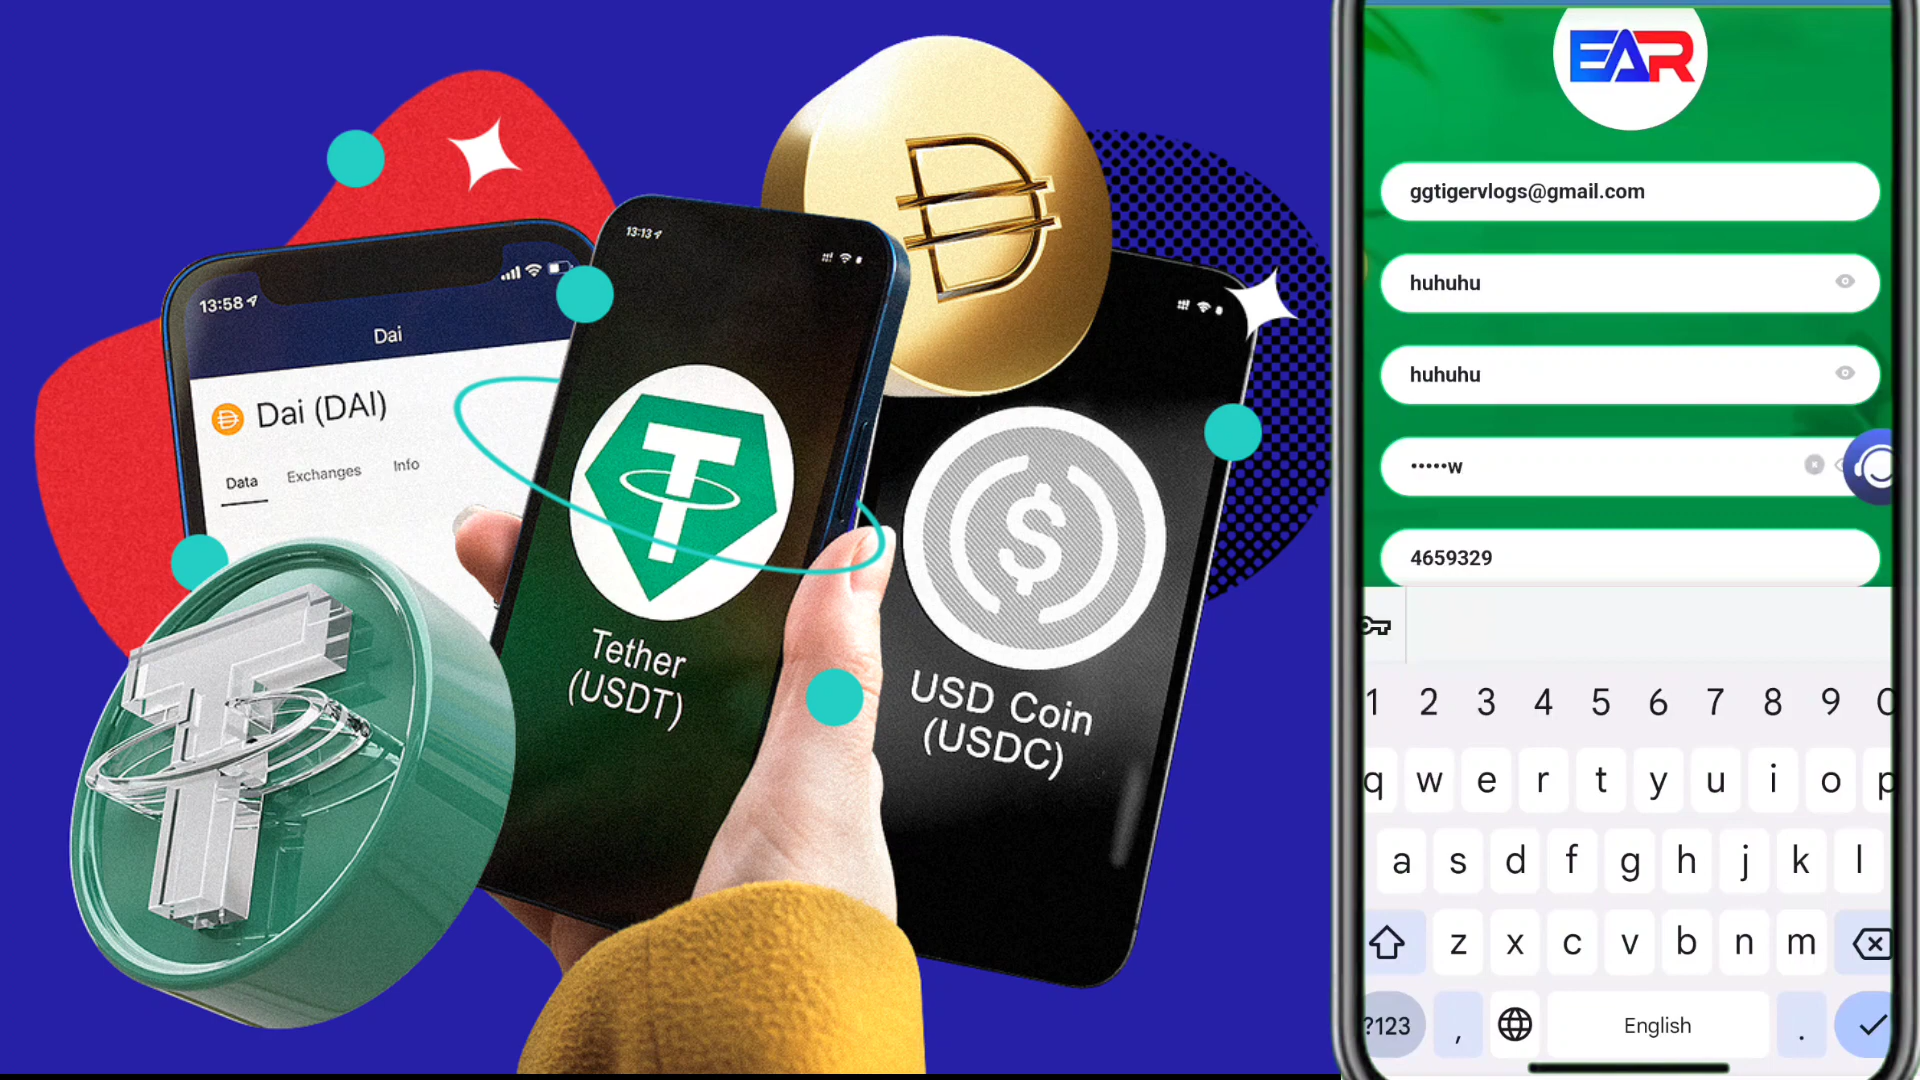 13:58
Dai
Dai (DAI)
Data
Exchanges
Info
13:13
Tether
(USDT)
USD Coin
(USDC)
EAR
ggtigervlogs@gmail.com
huhuhu
huhuhu
•••••w
4659329
1 2 3 4 5 6 7 8 9 0
q w e r t y u i o p
a s d f g h j k l
z x c v b n m
?123 , English .